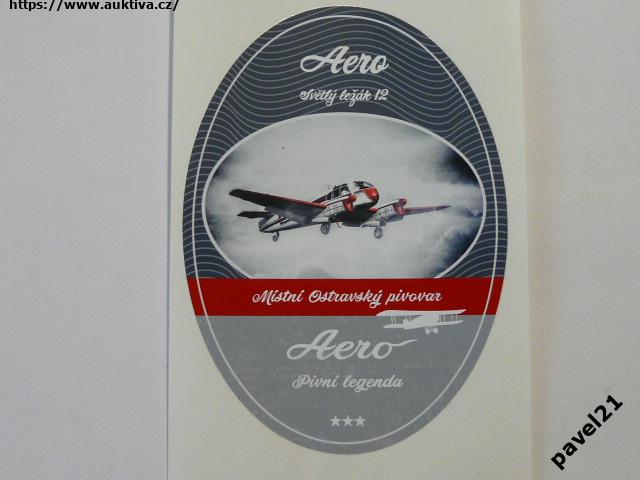 https://www.auktiva.cz/
Aero
Světlý ležák 12
Místní Ostravský pivovar
Aero
Pivní legenda
pavel21